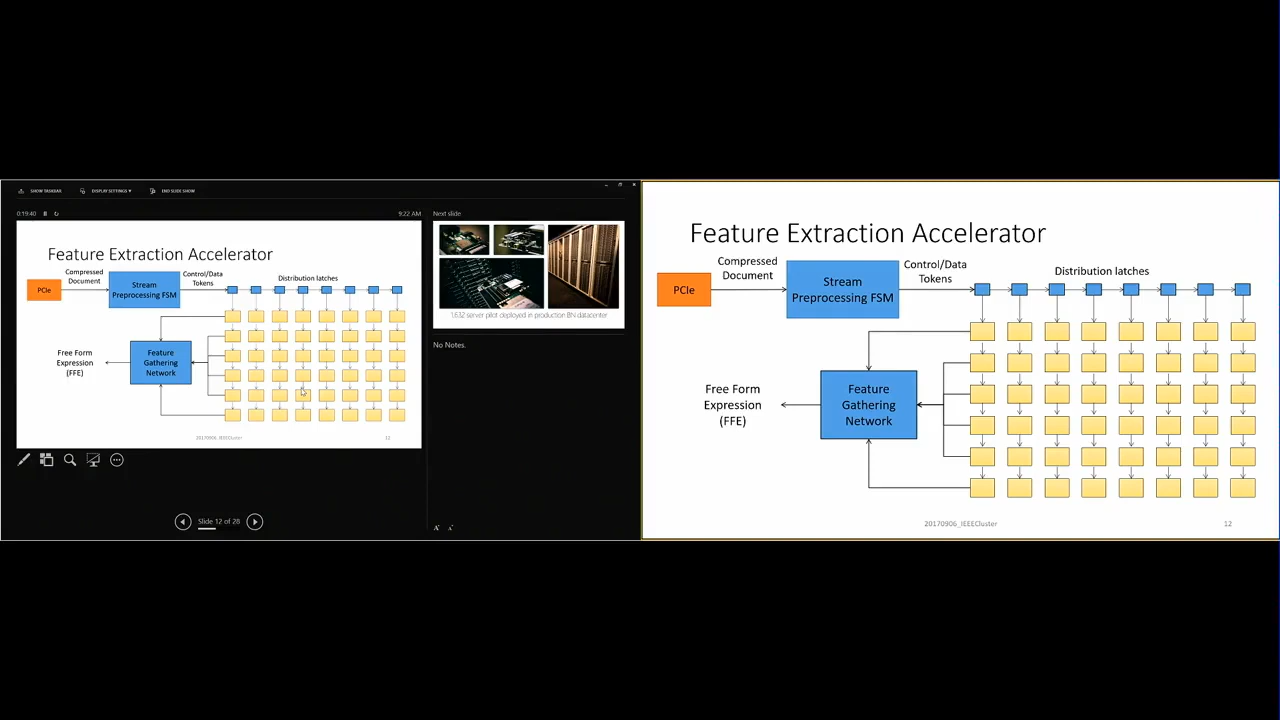 SHOW TASKBAR
DISPLAY SETTINGS ▾
END SLIDE SHOW
0:19:40
9:22 AM
Feature Extraction Accelerator
PCIe
Compressed
Document
Stream
Preprocessing FSM
Control/Data
Tokens
Distribution latches
Free Form
Expression
(FFE)
Feature
Gathering
Network
20170906_IEEECluster
12
Slide 12 of 28
Next slide
1,632 server pilot deployed in production BN datacenter
No Notes.
A A
Feature Extraction Accelerator
PCIe
Compressed
Document
Stream
Preprocessing FSM
Control/Data
Tokens
Distribution latches
Free Form
Expression
(FFE)
Feature
Gathering
Network
20170906_IEEECluster
12